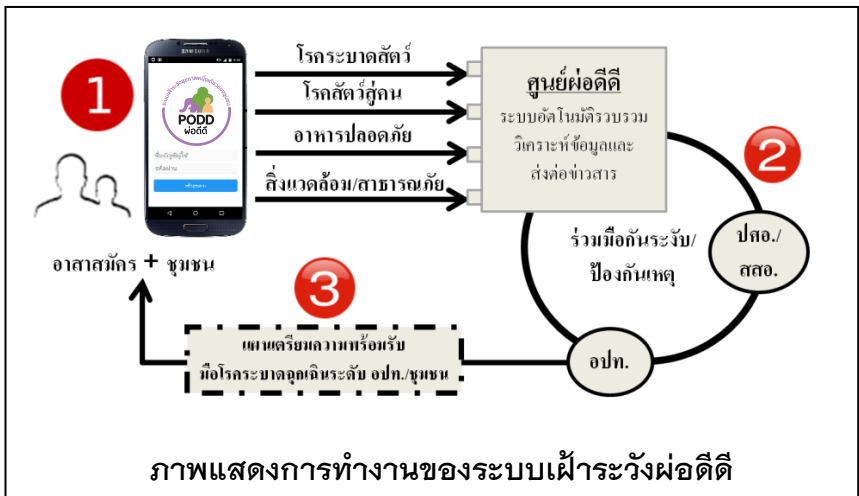 1
SAMSUNG
PODD
ผ่อดีดี
โรคระบาดสัตว์
โรคสัตว์สู่คน
อาหารปลอดภัย
สิ่งแวดล้อม/สาธารณภัย
ศูนย์ผ่อดีดี
ระบบอัตโนมัติรวบรวม
วิเคราะห์ข้อมูลและ
ส่งต่อข่าวสาร
2
ร่วมมือกันระงับ/
ป้องกันเหตุ
ปศอ./
สสอ.
อาสาสมัคร + ชุมชน
3
แผนเตรียมความพร้อมรับ
มือโรคระบาดฉุกเฉินระดับ อปท./ชุมชน
อปท.
ภาพแสดงการทำงานของระบบเฝ้าระวังผ่อดีดี